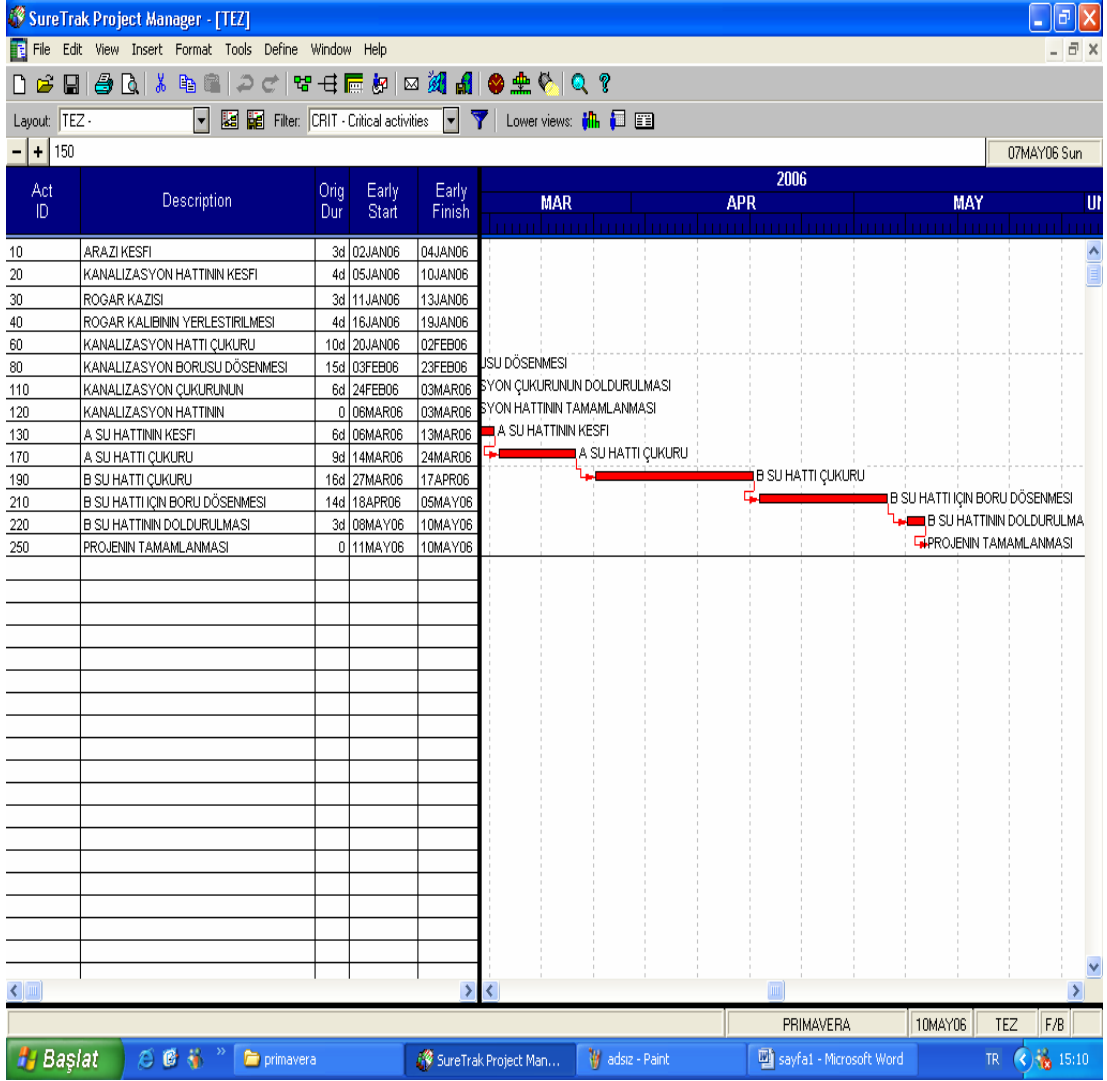 SureTrak Project Manager - [TEZ]
File Edit View Insert Format Tools Define Window Help
Layout: TEZ - Filter: CRIT - Critical activities Lower views:
- + 150 07MAY06 Sun
Act ID Description Orig Dur Early Start Early Finish
2006
MAR APR MAY UN
10 ARAZI KESFI 3d 02JAN06 04JAN06
20 KANALIZASYON HATTININ KESFI 4d 05JAN06 10JAN06
30 ROGAR KAZISI 3d 11JAN06 13JAN06
40 ROGAR KALIBININ YERLESTIRILMESI 4d 16JAN06 19JAN06
60 KANALIZASYON HATTI ÇUKURU 10d 20JAN06 02FEB06
80 KANALIZASYON BORUSU DÖSENMESI 15d 03FEB06 23FEB06 USU DÖSENMESI
110 KANALIZASYON ÇUKURUNUN 6d 24FEB06 03MAR06 SYON ÇUKURUNUN DOLDURULMASI
120 KANALIZASYON HATTININ 0 06MAR06 03MAR06 SYON HATTININ TAMAMLANMASI
130 A SU HATTININ KESFI 6d 06MAR06 13MAR06 A SU HATTININ KESFI
170 A SU HATTI ÇUKURU 9d 14MAR06 24MAR06 A SU HATTI ÇUKURU
190 B SU HATTI ÇUKURU 16d 27MAR06 17APR06 B SU HATTI ÇUKURU
210 B SU HATTI IÇIN BORU DÖSENMESI 14d 18APR06 05MAY06 B SU HATTI IÇIN BORU DÖSENMESI
220 B SU HATTININ DOLDURULMASI 3d 08MAY06 10MAY06 B SU HATTININ DOLDURULMA
250 PROJENIN TAMAMLANMASI 0 11MAY06 10MAY06 PROJENIN TAMAMLANMASI
PRIMAVERA 10MAY06 TEZ F/B
Başlat primavera SureTrak Project Man... adsız - Paint sayfa1 - Microsoft Word TR 15:10